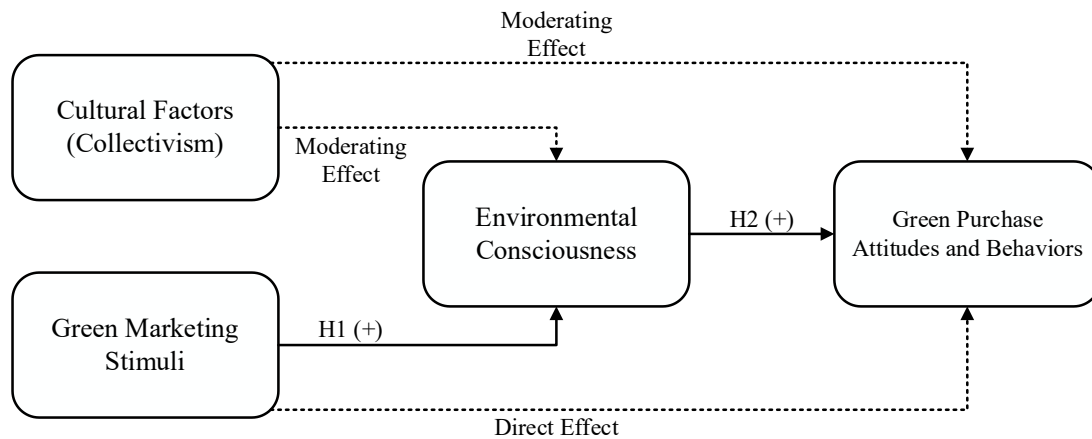 Moderating
Effect
Cultural Factors
(Collectivism)
Moderating
Effect
Environmental
Consciousness
H2 (+)
Green Purchase
Attitudes and Behaviors
Green Marketing
Stimuli
H1 (+)
Direct Effect